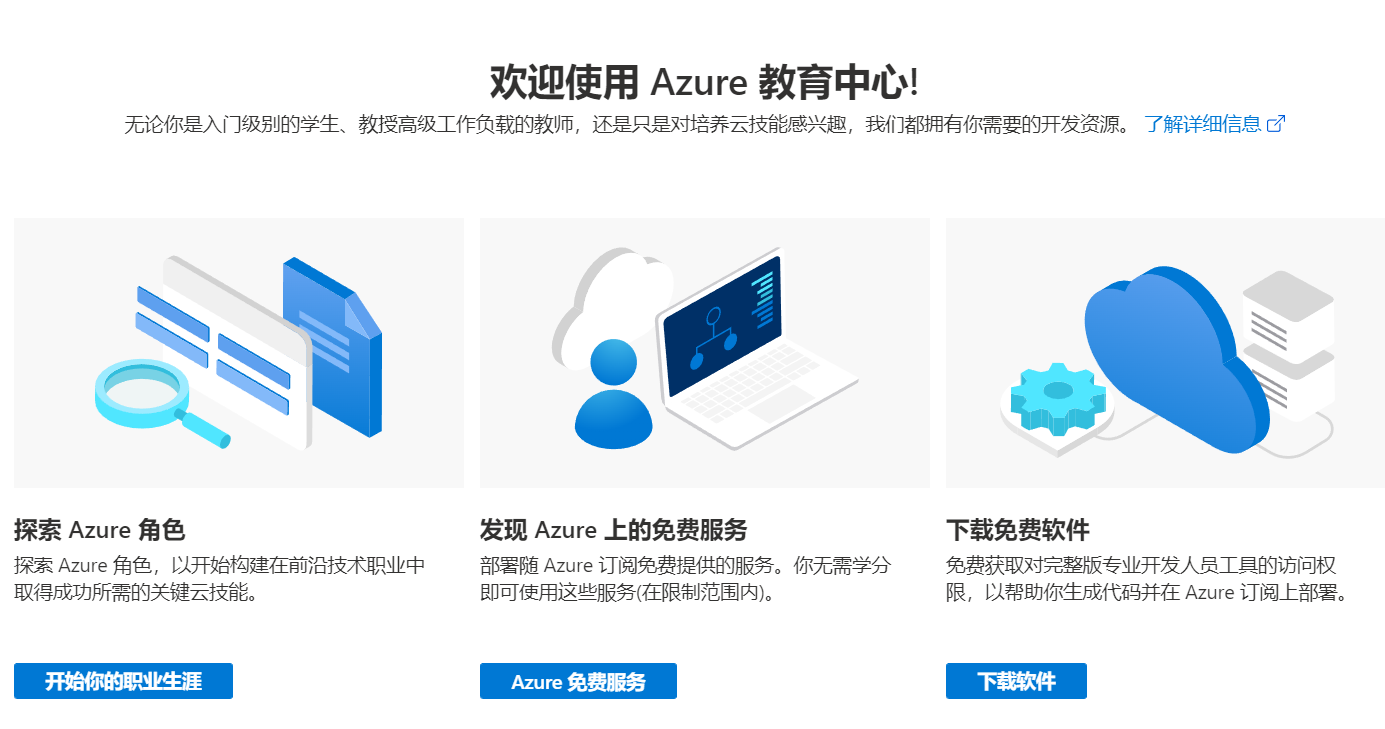 欢迎使用 Azure 教育中心!
无论你是入门级别的学生、教授高级工作负载的教师，还是只是对培养云技能感兴趣，我们都拥有你需要的开发资源。 了解详细信息
探索 Azure 角色
探索 Azure 角色，以开始构建在前沿技术职业中
取得成功所需的关键云技能。
开始你的职业生涯
发现 Azure 上的免费服务
部署随 Azure 订阅免费提供的服务。你无需学分
即可使用这些服务(在限制范围内)。
Azure 免费服务
下载免费软件
免费获取对完整版专业开发人员工具的访问权
限，以帮助你生成代码并在 Azure 订阅上部署。
下载软件